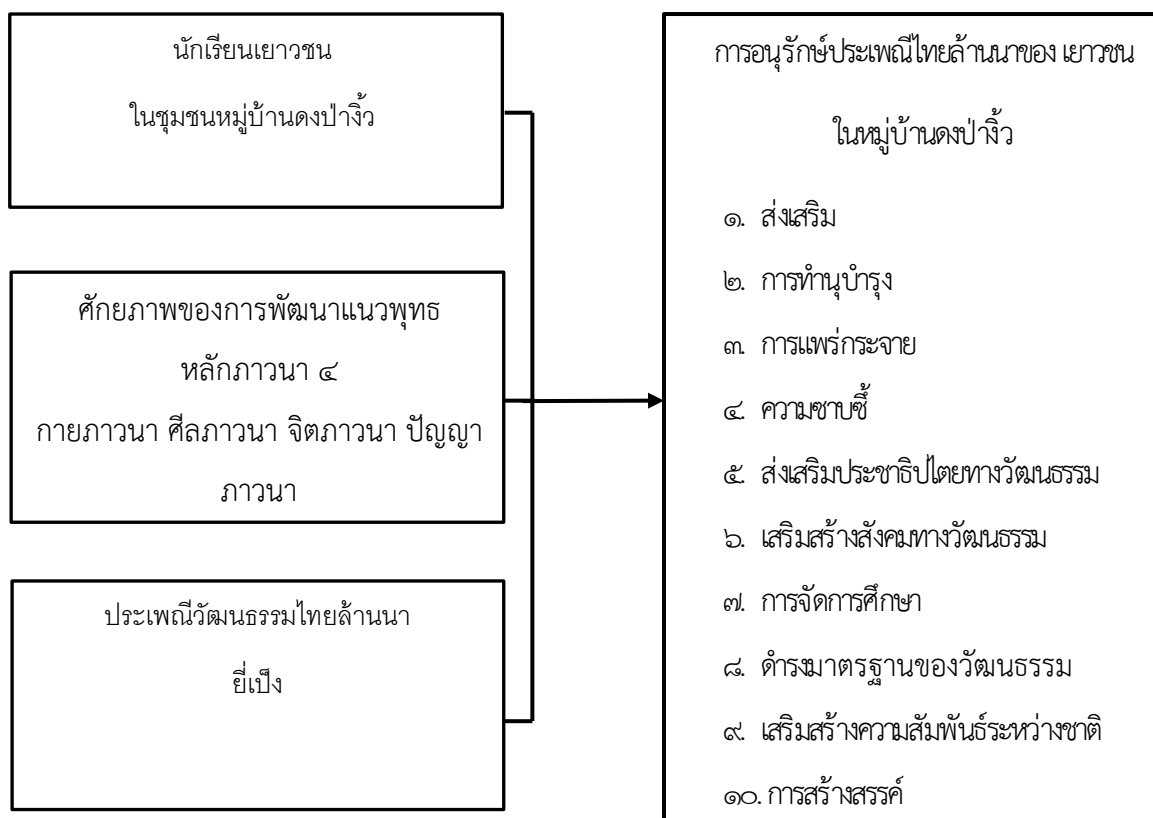 นักเรียนเยาวชน
ในชุมชนหมู่บ้านดงป่างิ้ว
ศักยภาพของการพัฒนาแนวพุทธ
หลักภาวนา ๔
กายภาวนา ศีลภาวนา จิตภาวนา ปัญญา
ภาวนา
ประเพณีวัฒนธรรมไทยล้านนา
ยี่เป็ง
การอนุรักษ์ประเพณีไทยล้านนาของ เยาวชน
ในหมู่บ้านดงป่างิ้ว
๑. ส่งเสริม
๒. การทำนุบำรุง
๓. การแพร่กระจาย
๔. ความซาบซึ้
๕. ส่งเสริมประชาธิปไตยทางวัฒนธรรม
๖. เสริมสร้างสังคมทางวัฒนธรรม
๗. การจัดการศึกษา
๘. ดำรงมาตรฐานของวัฒนธรรม
๙. เสริมสร้างความสัมพันธ์ระหว่างชาติ
๑๐. การสร้างสรรค์